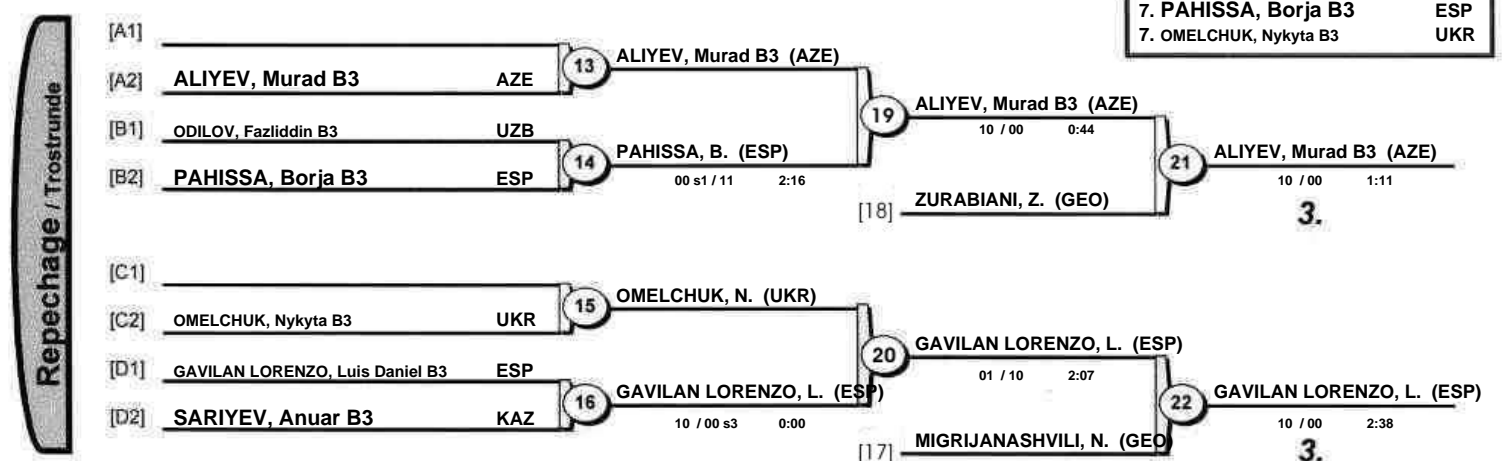 7. PAHISSA, Borja B3 ESP
7. OMELCHUK, Nykyta B3 UKR
Repechage / Trostrunde
[A1]
[A2] ALIYEV, Murad B3 AZE
13 ALIYEV, Murad B3 (AZE)
[B1] ODILOV, Fazliddin B3 UZB
[B2] PAHISSA, Borja B3 ESP
14 PAHISSA, B. (ESP)
00 s1 / 11 2:16
19 ALIYEV, Murad B3 (AZE)
10 / 00 0:44
[18] ZURABIANI, Z. (GEO)
21 ALIYEV, Murad B3 (AZE)
10 / 00 1:11
3.
[C1]
[C2] OMELCHUK, Nykyta B3 UKR
15 OMELCHUK, N. (UKR)
[D1] GAVILAN LORENZO, Luis Daniel B3 ESP
[D2] SARIYEV, Anuar B3 KAZ
16 GAVILAN LORENZO, L. (ESP)
10 / 00 s3 0:00
20 GAVILAN LORENZO, L. (ESP)
01 / 10 2:07
[17] MIGRIJANASHVILI, N. (GEO)
22 GAVILAN LORENZO, L. (ESP)
10 / 00 2:38
3.